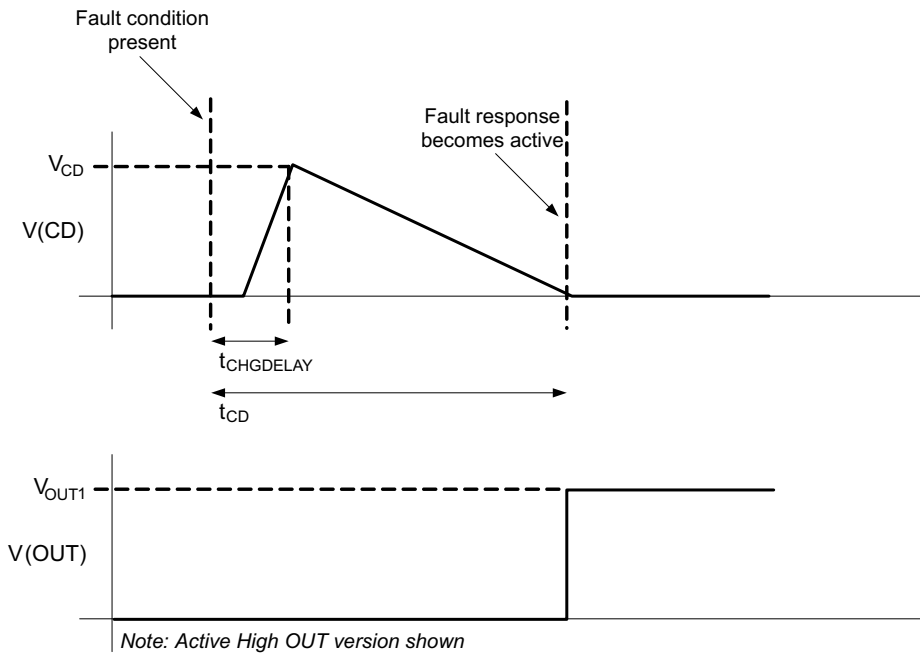 Fault condition
present
Fault response
becomes active
VCD
V(CD)
tCHGDELAY
tCD
VOUT1
V(OUT)
Note: Active High OUT version shown